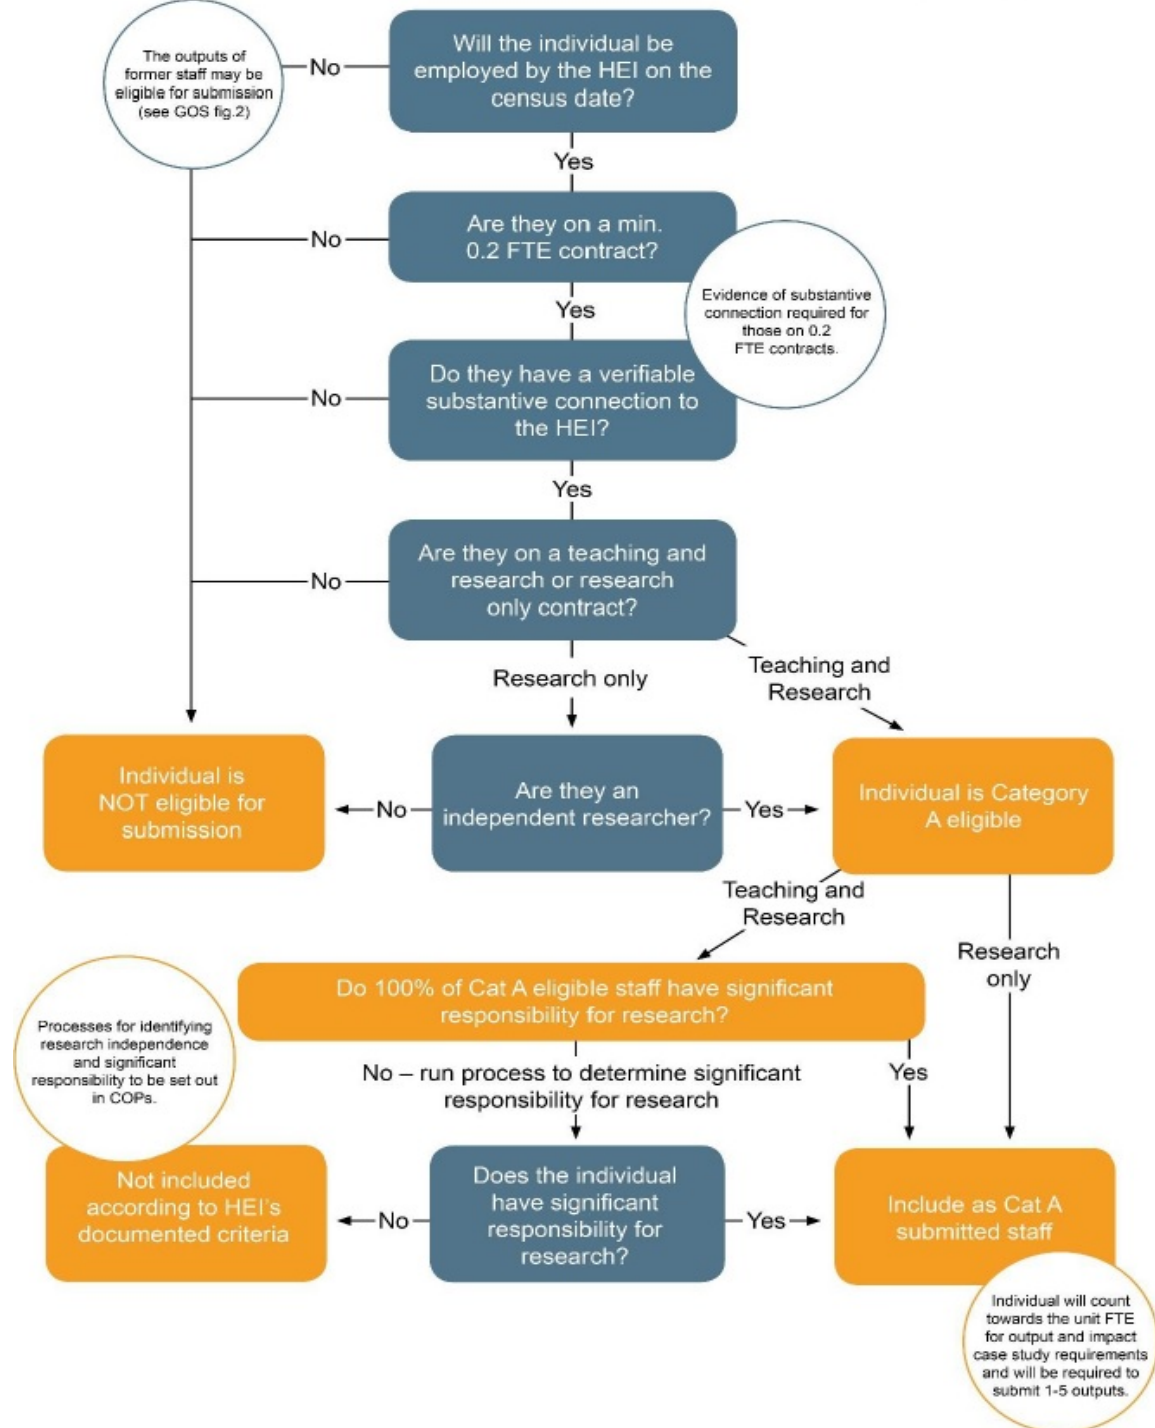 The outputs of
former staff may be
eligible for submission
(see GOS fig.2)
No
Will the individual be
employed by the HEI on the
census date?
Yes
No
Are they on a min.
0.2 FTE contract?
Yes
Evidence of substantive
connection required for
those on 0.2
FTE contracts.
No
Do they have a verifiable
substantive connection to
the HEI?
Yes
No
Are they on a teaching and
research or research
only contract?
Research only
Teaching and
Research
Individual is
NOT eligible for
submission
No
Are they an
independent researcher?
Yes
Individual is Category
A eligible
Teaching and
Research
Research
only
Do 100% of Cat A eligible staff have significant
responsibility for research?
Processes for identifying
research independence
and significant
responsibility to be set out
in COPs.
No – run process to determine significant
responsibility for research
Yes
Not included
according to HEI's
documented criteria
No
Does the individual
have significant
responsibility for
research?
Yes
Include as Cat A
submitted staff
Individual will count
towards the unit FTE
for output and impact
case study requirements
and will be required to
submit 1-5 outputs.